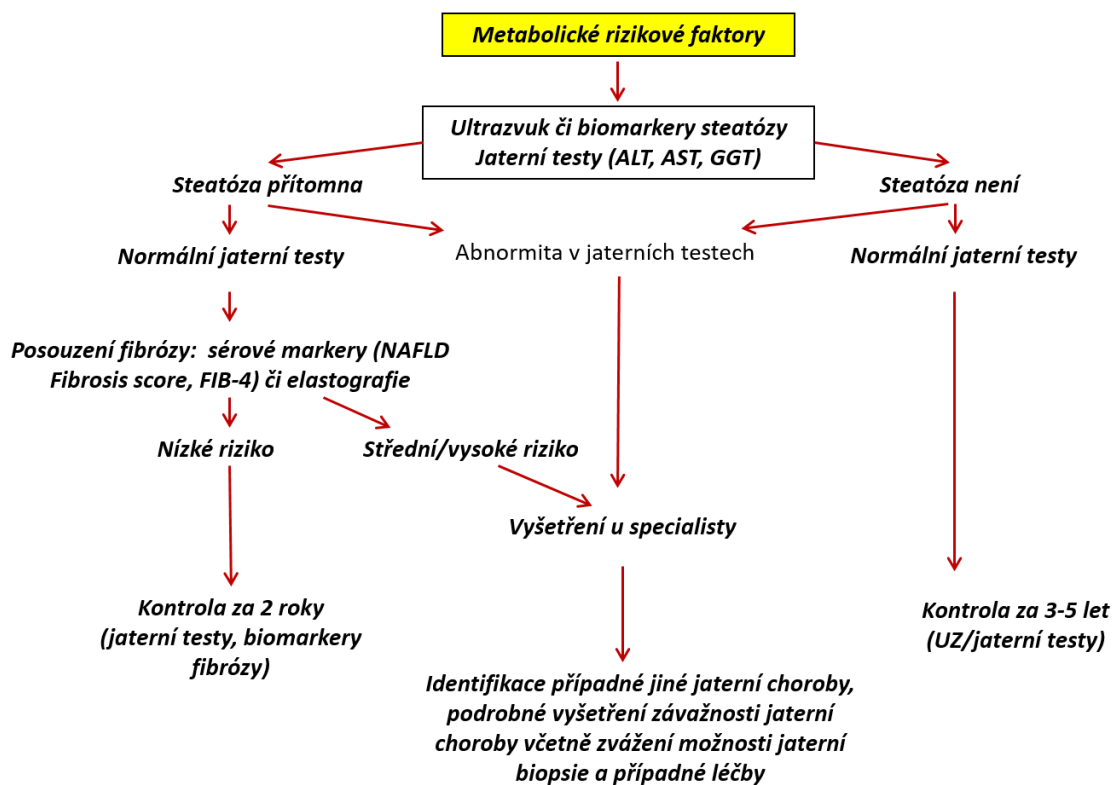 Metabolické rizikové faktory
Ultrazvuk či biomarkery steatózy
Jaterní testy (ALT, AST, GGT)
Steatóza přítomna
Steatóza není
Normální jaterní testy
Abnormita v jaterních testech
Normální jaterní testy
Posouzení fibrózy: sérové markery (NAFLD
Fibrosis score, FIB-4) či elastografie
Nízké riziko
Střední/vysoké riziko
Vyšetření u specialisty
Kontrola za 2 roky
(jaterní testy, biomarkery
fibrózy)
Kontrola za 3-5 let
(UZ/jaterní testy)
Identifikace případné jiné jaterní choroby,
podrobné vyšetření závažnosti jaterní
choroby včetně zvážení možnosti jaterní
biopsie a případné léčby